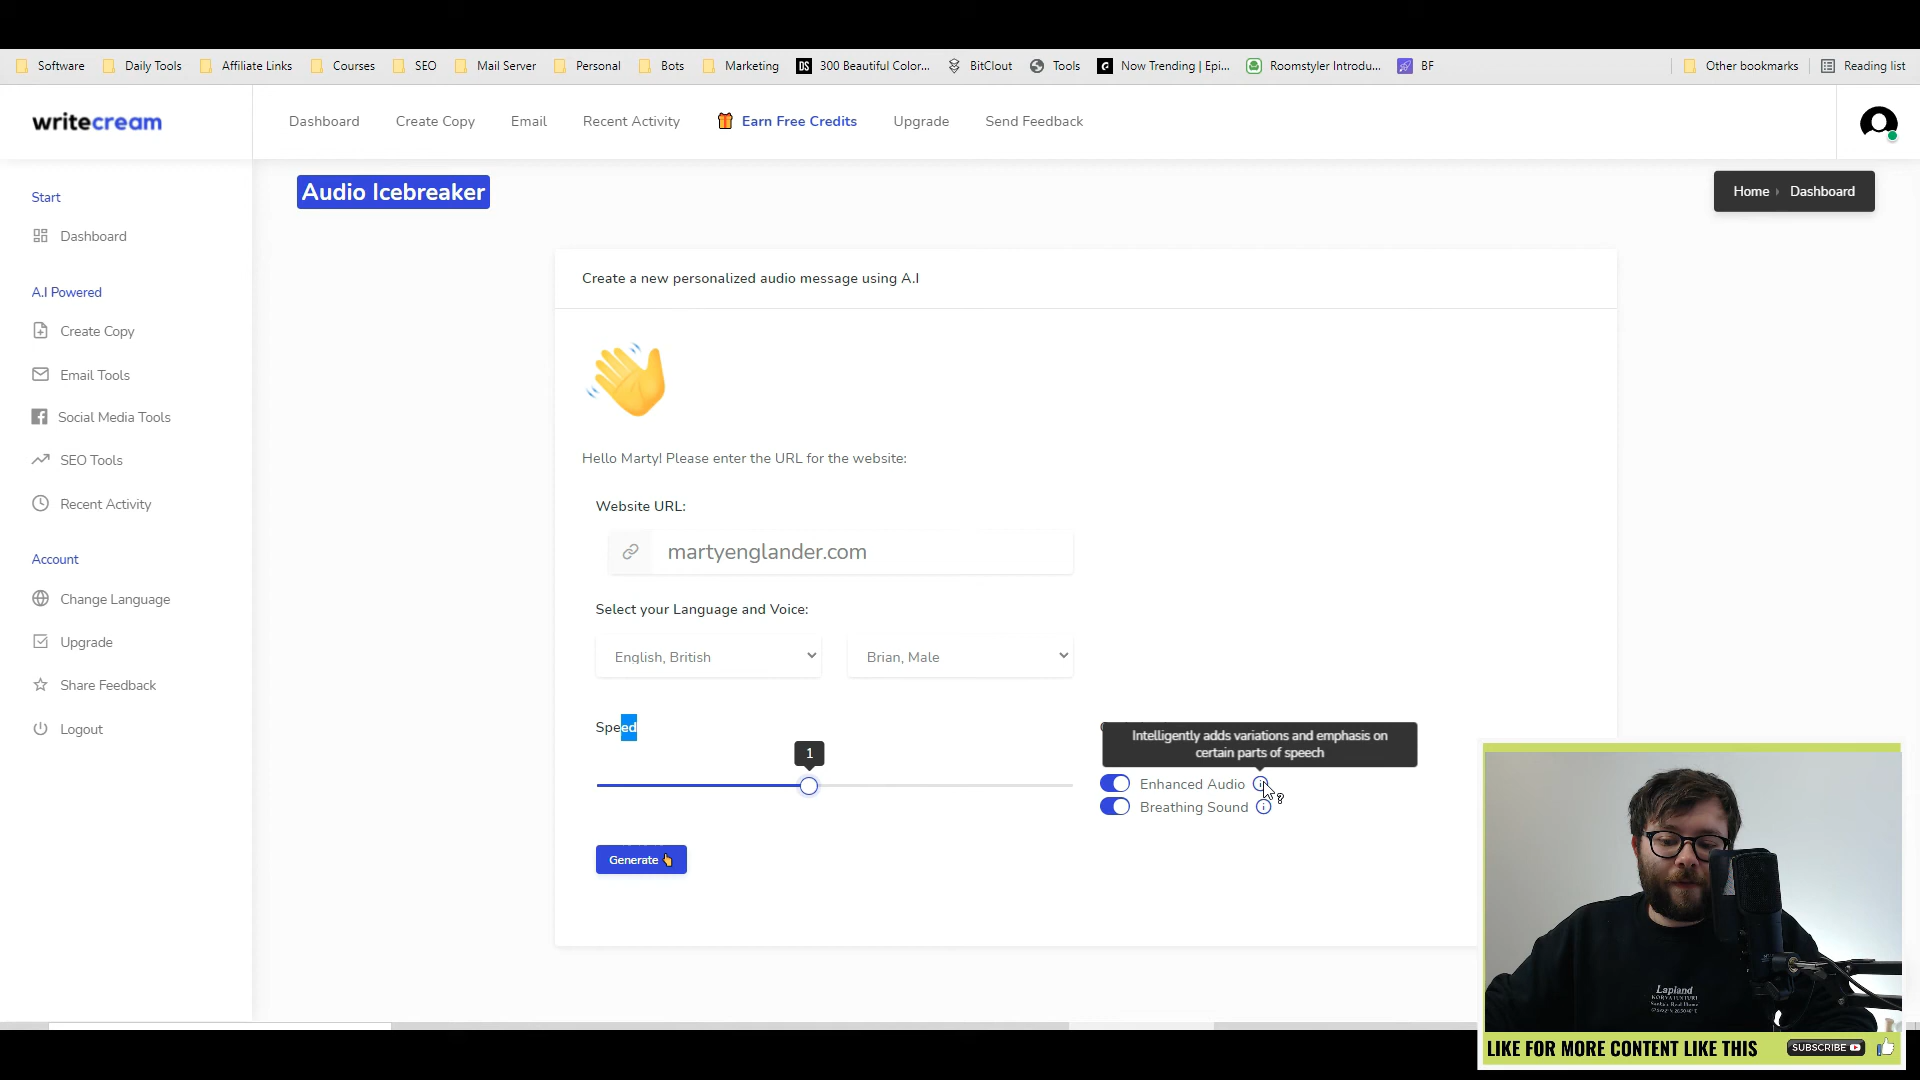 Software Daily Tools Affiliate Links Courses SEO Mail Server Personal Bots Marketing DS 300 Beautiful Color... BitClout Tools Now Trending | Epi... Roomstyler Introdu... BF Other bookmarks Reading list
writecream
Dashboard Create Copy Email Recent Activity Earn Free Credits Upgrade Send Feedback
Audio Icebreaker
Home Dashboard
Start
Dashboard
A.I Powered
Create Copy
Email Tools
Social Media Tools
SEO Tools
Recent Activity
Account
Change Language
Upgrade
Share Feedback
Logout
Create a new personalized audio message using A.I
Hello Marty! Please enter the URL for the website:
Website URL:
martyenglander.com
Select your Language and Voice:
English, British Brian, Male
Speed
1
Intelligently adds variations and emphasis on
certain parts of speech
Enhanced Audio
Breathing Sound
Generate
Lapland
LIKE FOR MORE CONTENT LIKE THIS
SUBSCRIBE